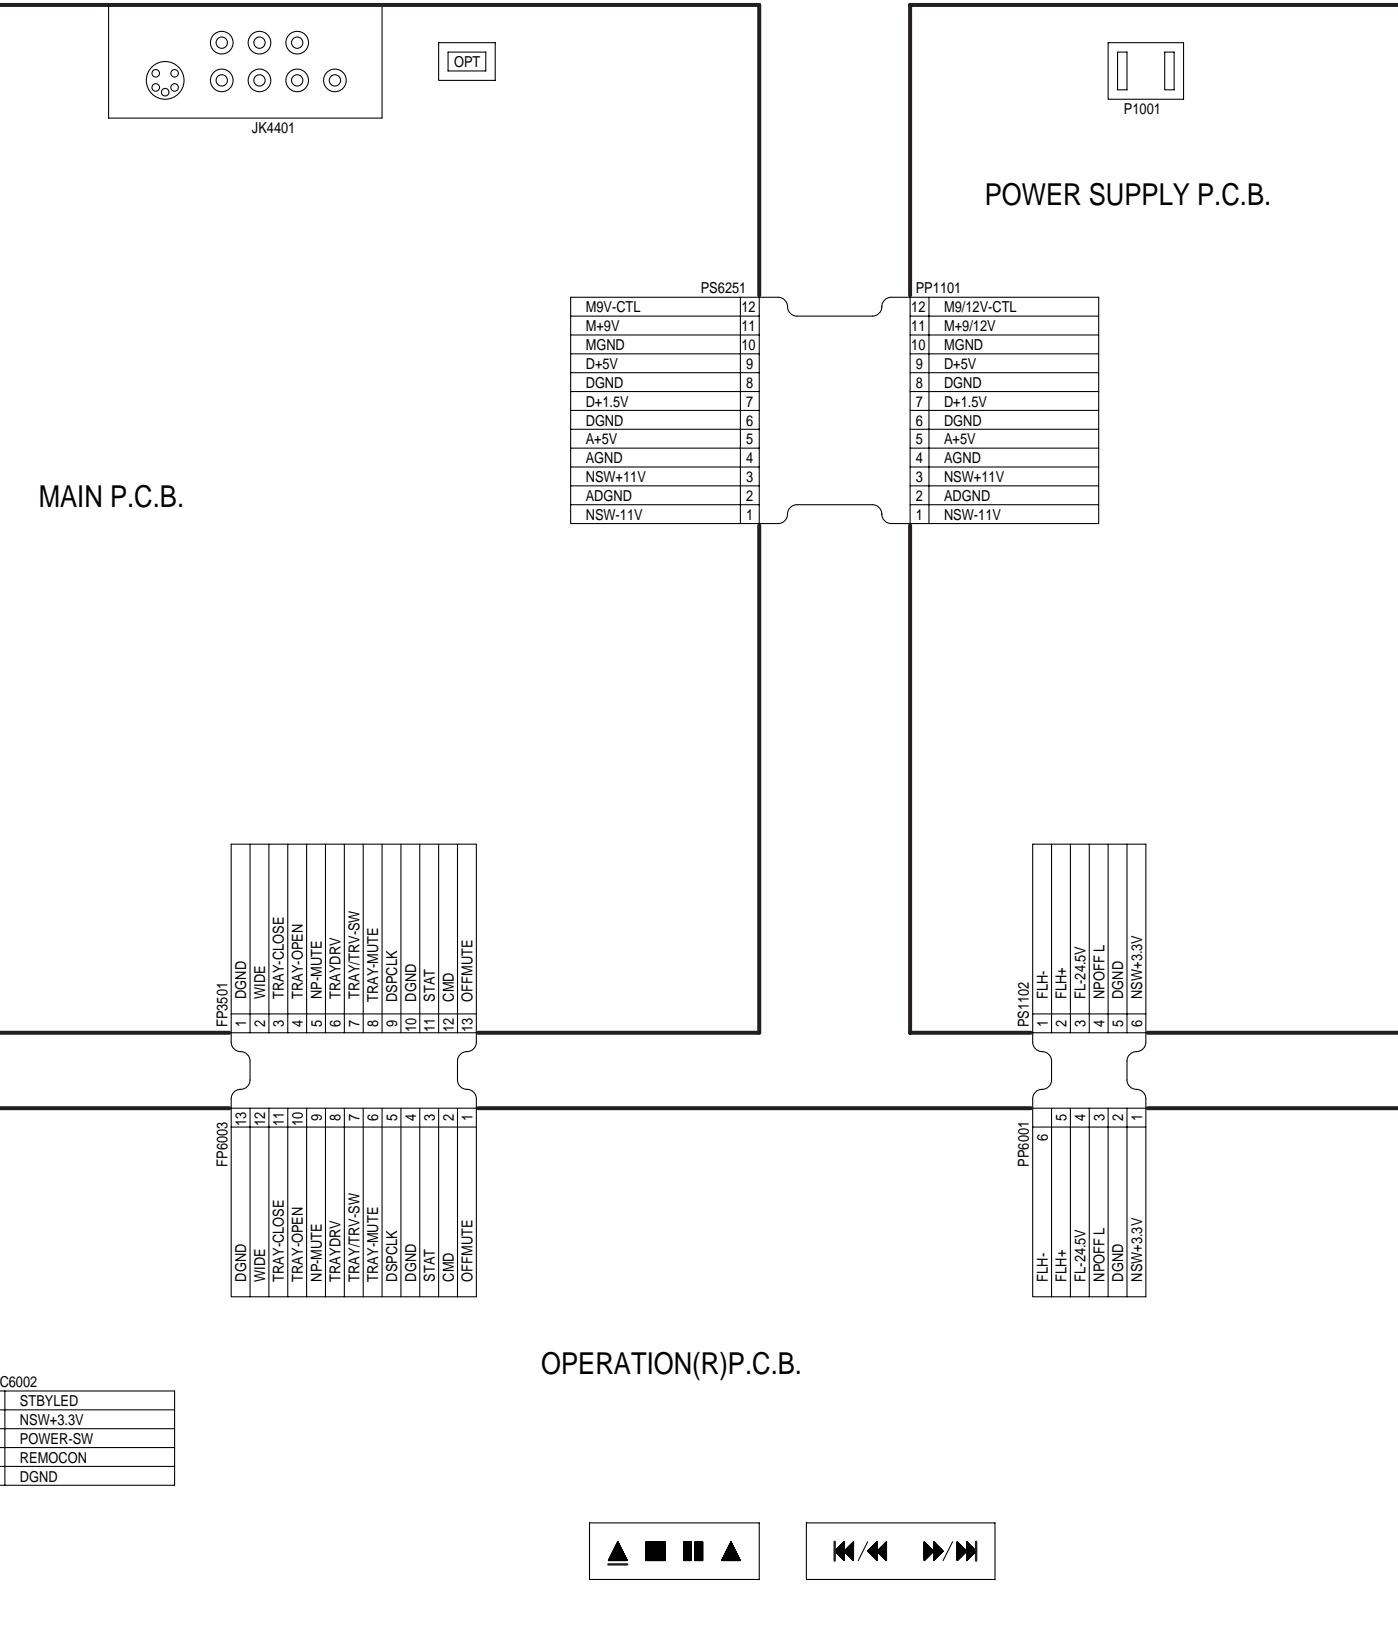 OPT
JK4401
P1001
POWER SUPPLY P.C.B.
MAIN P.C.B.
PS6251
M9V-CTL 12
M+9V 11
MGND 10
D+5V 9
DGND 8
D+1.5V 7
DGND 6
A+5V 5
AGND 4
NSW+11V 3
ADGND 2
NSW-11V 1
PP1101
12 M9/12V-CTL
11 M+9/12V
10 MGND
9 D+5V
8 DGND
7 D+1.5V
6 DGND
5 A+5V
4 AGND
3 NSW+11V
2 ADGND
1 NSW-11V
FP3501
1 DGND
2 WIDE
3 TRAY-CLOSE
4 TRAY-OPEN
5 NP-MUTE
6 TRAYDRV
7 TRAY/TRV-SW
8 TRAY-MUTE
9 DSPCLK
10 DGND
11 STAT
12 CMD
13 OFFMUTE
PS1102
1 FLH-
2 FLH+
3 FL-24.5V
4 NPOFF L
5 DGND
6 NSW+3.3V
FP6003
DGND 13
WIDE 12
TRAY-CLOSE 11
TRAY-OPEN 10
NP-MUTE 9
TRAYDRV 8
TRAY/TRV-SW 7
TRAY-MUTE 6
DSPCLK 5
DGND 4
STAT 3
CMD 2
OFFMUTE 1
PP6001
FLH- 6
FLH+ 5
FL-24.5V 4
NPOFF L 3
DGND 2
NSW+3.3V 1
OPERATION(R)P.C.B.
C6002
STBYLED
NSW+3.3V
POWER-SW
REMOCON
DGND